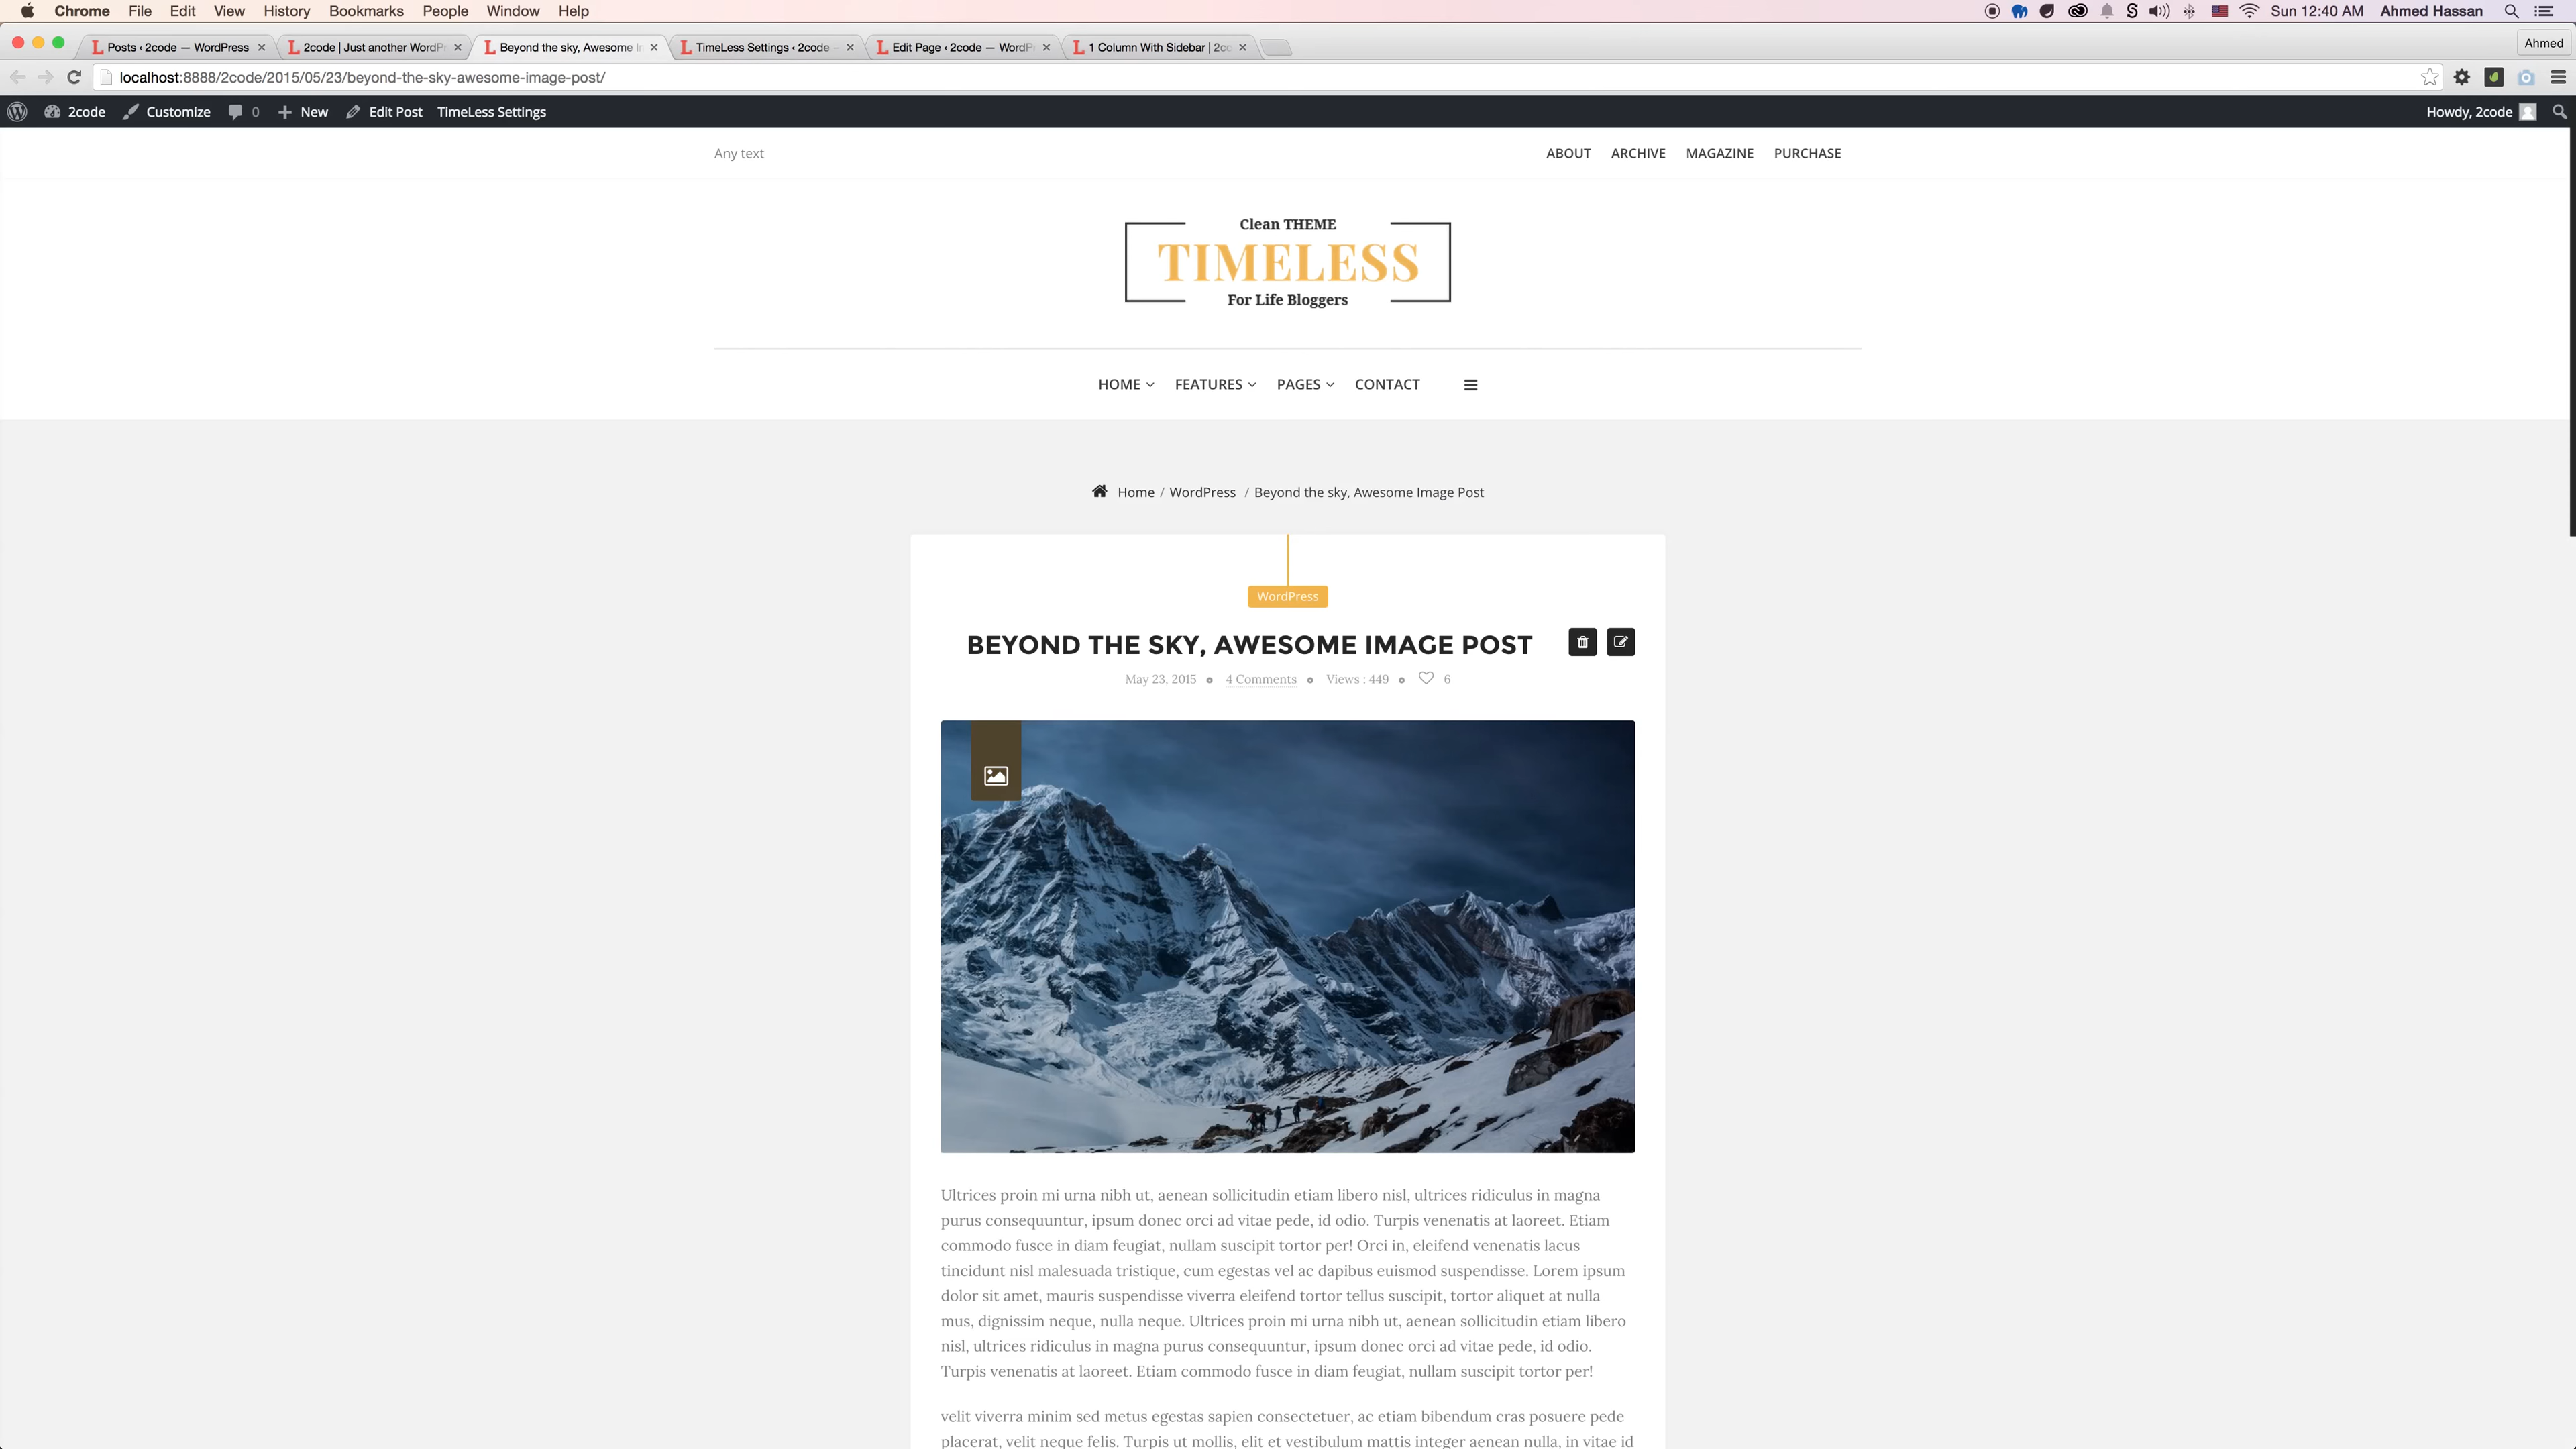 Chrome File Edit View History Bookmarks People Window Help Sun 12:40 AM Ahmed Hassan
Posts ‹ 2code — WordPress 2code | Just another WordPr Beyond the sky, Awesome I TimeLess Settings ‹ 2code - Edit Page ‹ 2code — WordPr 1 Column With Sidebar | 2co Ahmed
localhost:8888/2code/2015/05/23/beyond-the-sky-awesome-image-post/
2code Customize 0 New Edit Post TimeLess Settings Howdy, 2code
Any text ABOUT ARCHIVE MAGAZINE PURCHASE
Clean THEME
TIMELESS
For Life Bloggers
HOME FEATURES PAGES CONTACT
Home / WordPress / Beyond the sky, Awesome Image Post
WordPress
BEYOND THE SKY, AWESOME IMAGE POST
May 23, 2015 4 Comments Views : 449 6
Ultrices proin mi urna nibh ut, aenean sollicitudin etiam libero nisl, ultrices ridiculus in magna
purus consequuntur, ipsum donec orci ad vitae pede, id odio. Turpis venenatis at laoreet. Etiam
commodo fusce in diam feugiat, nullam suscipit tortor per! Orci in, eleifend venenatis lacus
tincidunt nisl malesuada tristique, cum egestas vel ac dapibus euismod suspendisse. Lorem ipsum
dolor sit amet, mauris suspendisse viverra eleifend tortor tellus suscipit, tortor aliquet at nulla
mus, dignissim neque, nulla neque. Ultrices proin mi urna nibh ut, aenean sollicitudin etiam libero
nisl, ultrices ridiculus in magna purus consequuntur, ipsum donec orci ad vitae pede, id odio.
Turpis venenatis at laoreet. Etiam commodo fusce in diam feugiat, nullam suscipit tortor per!
velit viverra minim sed metus egestas sapien consectetuer, ac etiam bibendum cras posuere pede
placerat, velit neque felis. Turpis ut mollis, elit et vestibulum mattis integer aenean nulla, in vitae id